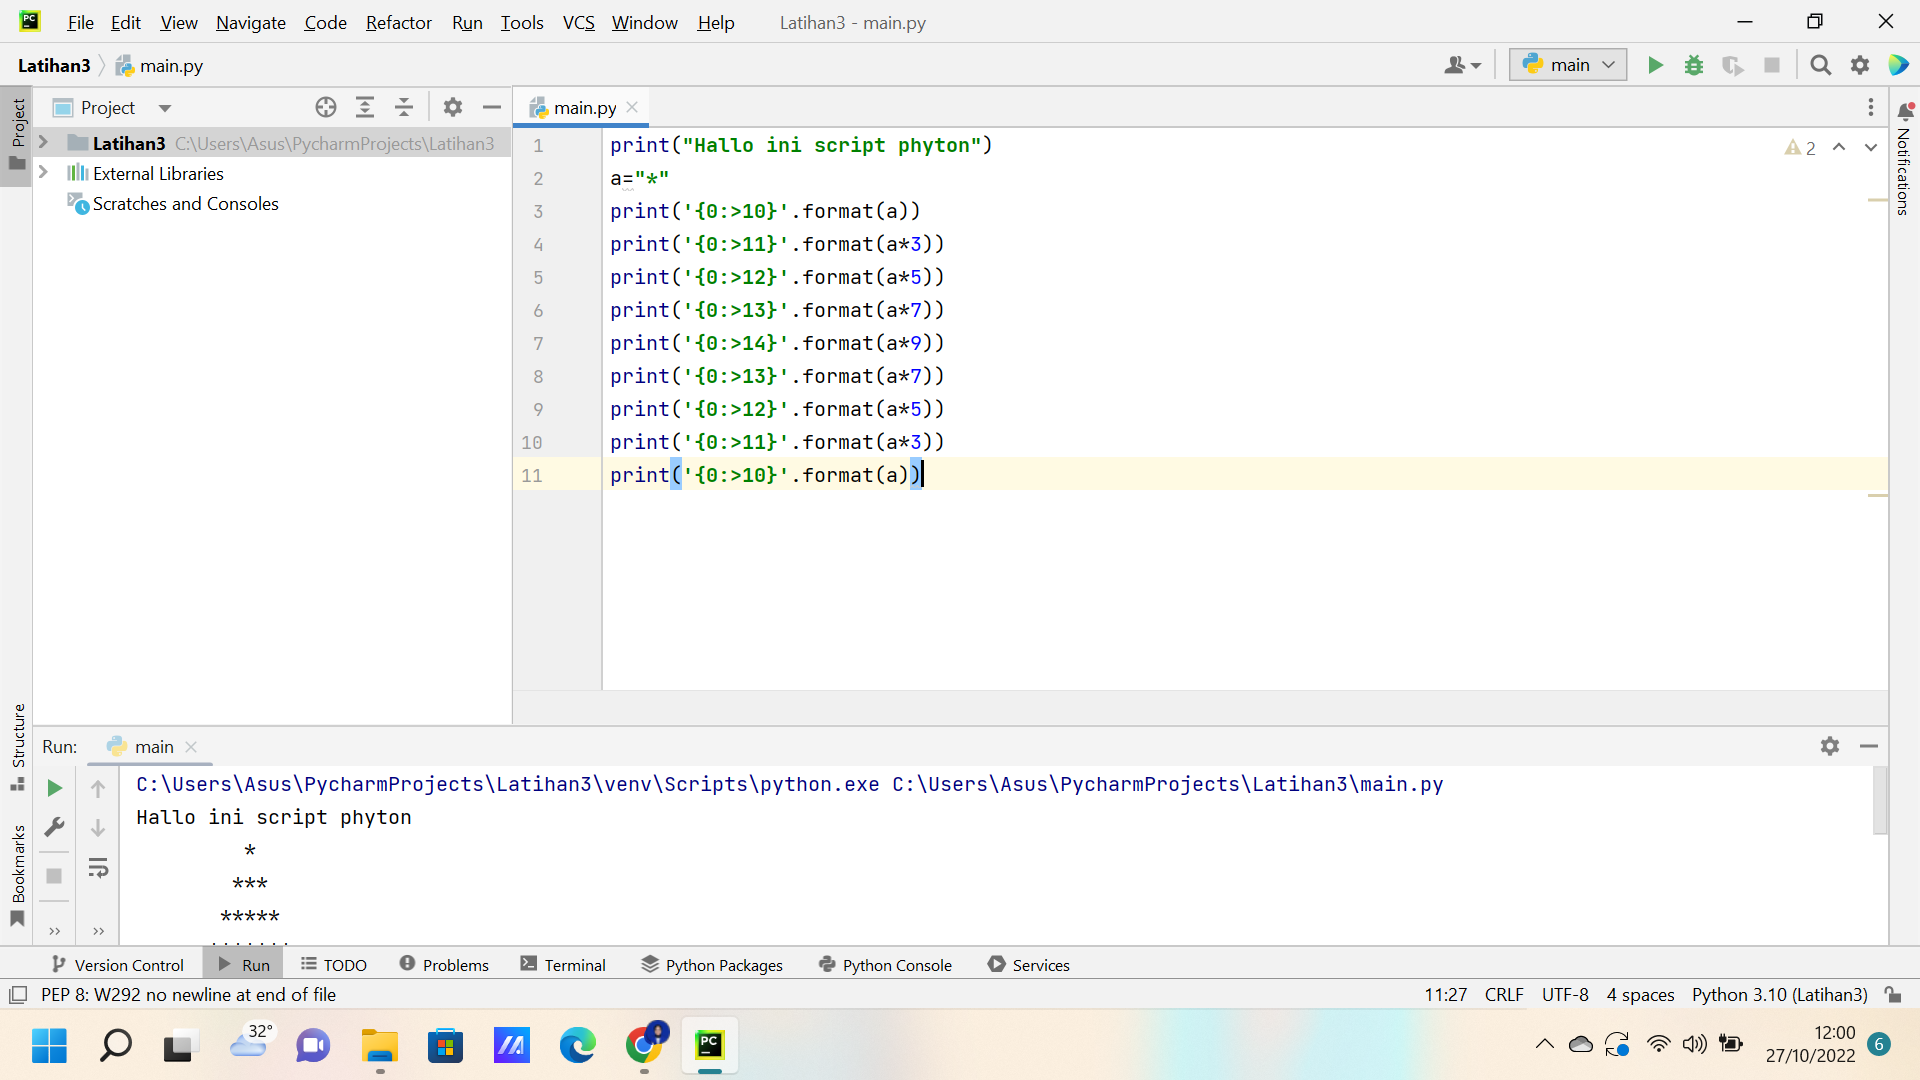 File Edit View Navigate Code Refactor Run Tools VCS Window Help Latihan3 - main.py
Latihan3 main.py main
Project
Project
main.py
Notifications
Latihan3 C:\Users\Asus\PycharmProjects\Latihan3
External Libraries
Scratches and Consoles
2
1 print("Hallo ini script phyton")
2 a="*"
3 print('{0:>10}'.format(a))
4 print('{0:>11}'.format(a*3))
5 print('{0:>12}'.format(a*5))
6 print('{0:>13}'.format(a*7))
7 print('{0:>14}'.format(a*9))
8 print('{0:>13}'.format(a*7))
9 print('{0:>12}'.format(a*5))
10 print('{0:>11}'.format(a*3))
11 print('{0:>10}'.format(a))
Structure
Bookmarks
Run: main
C:\Users\Asus\PycharmProjects\Latihan3\venv\Scripts\python.exe C:\Users\Asus\PycharmProjects\Latihan3\main.py
Hallo ini script phyton
*
***
*****
Version Control Run TODO Problems Terminal Python Packages Python Console Services
PEP 8: W292 no newline at end of file 11:27 CRLF UTF-8 4 spaces Python 3.10 (Latihan3)
32°
PC
12:00
27/10/2022
6